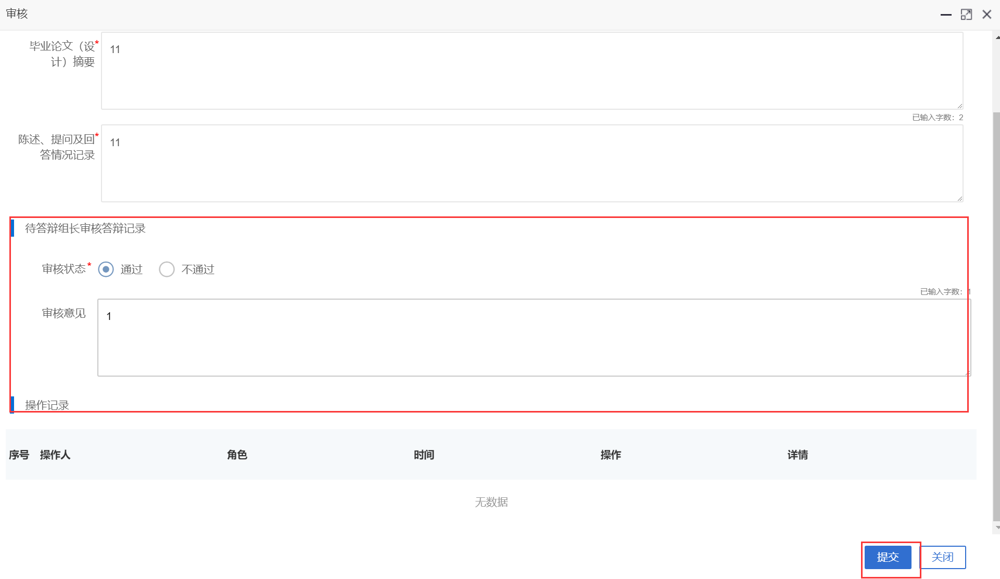 审核
毕业论文（设*
计）摘要
11
已输入字数：2
陈述、提问及回*
答情况记录
11
待答辩组长审核答辩记录
审核状态* 通过 不通过
已输入字数：1
审核意见
1
操作记录
序号 操作人 角色 时间 操作 详情
无数据
提交 关闭